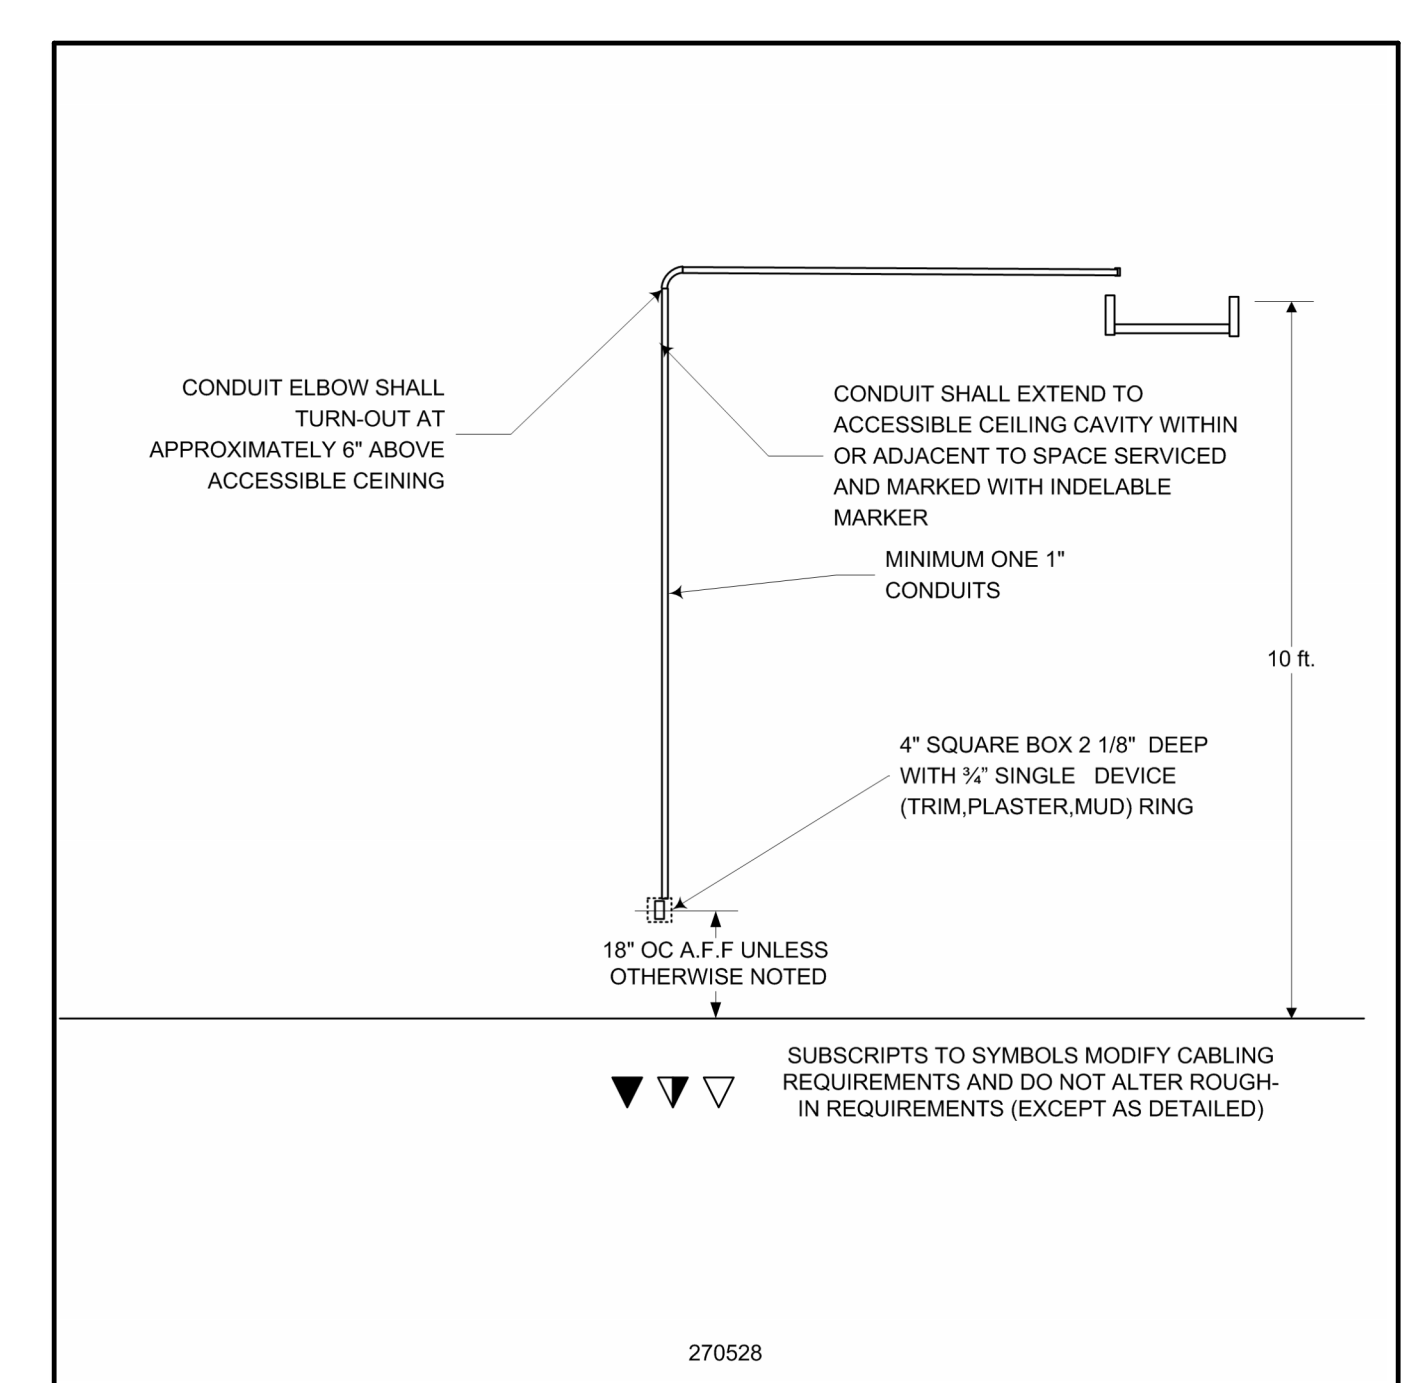 CONDUIT ELBOW SHALL
TURN-OUT AT
APPROXIMATELY 6" ABOVE
ACCESSIBLE CEINING
CONDUIT SHALL EXTEND TO
ACCESSIBLE CEILING CAVITY WITHIN
OR ADJACENT TO SPACE SERVICED
AND MARKED WITH INDELABLE
MARKER
MINIMUM ONE 1"
CONDUITS
10 ft.
4" SQUARE BOX 2 1/8" DEEP
WITH ¾” SINGLE DEVICE
(TRIM,PLASTER,MUD) RING
18" OC A.F.F UNLESS
OTHERWISE NOTED
SUBSCRIPTS TO SYMBOLS MODIFY CABLING
REQUIREMENTS AND DO NOT ALTER ROUGH-
IN REQUIREMENTS (EXCEPT AS DETAILED)
270528